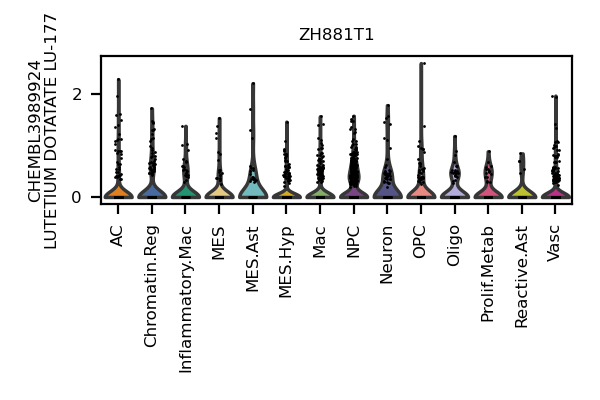 ZH881T1
CHEMBL3989924
LUTETIUM DOTATATE LU-177
2
0
AC
Chromatin.Reg
Inflammatory.Mac
MES
MES.Ast
MES.Hyp
Mac
NPC
Neuron
OPC
Oligo
Prolif.Metab
Reactive.Ast
Vasc